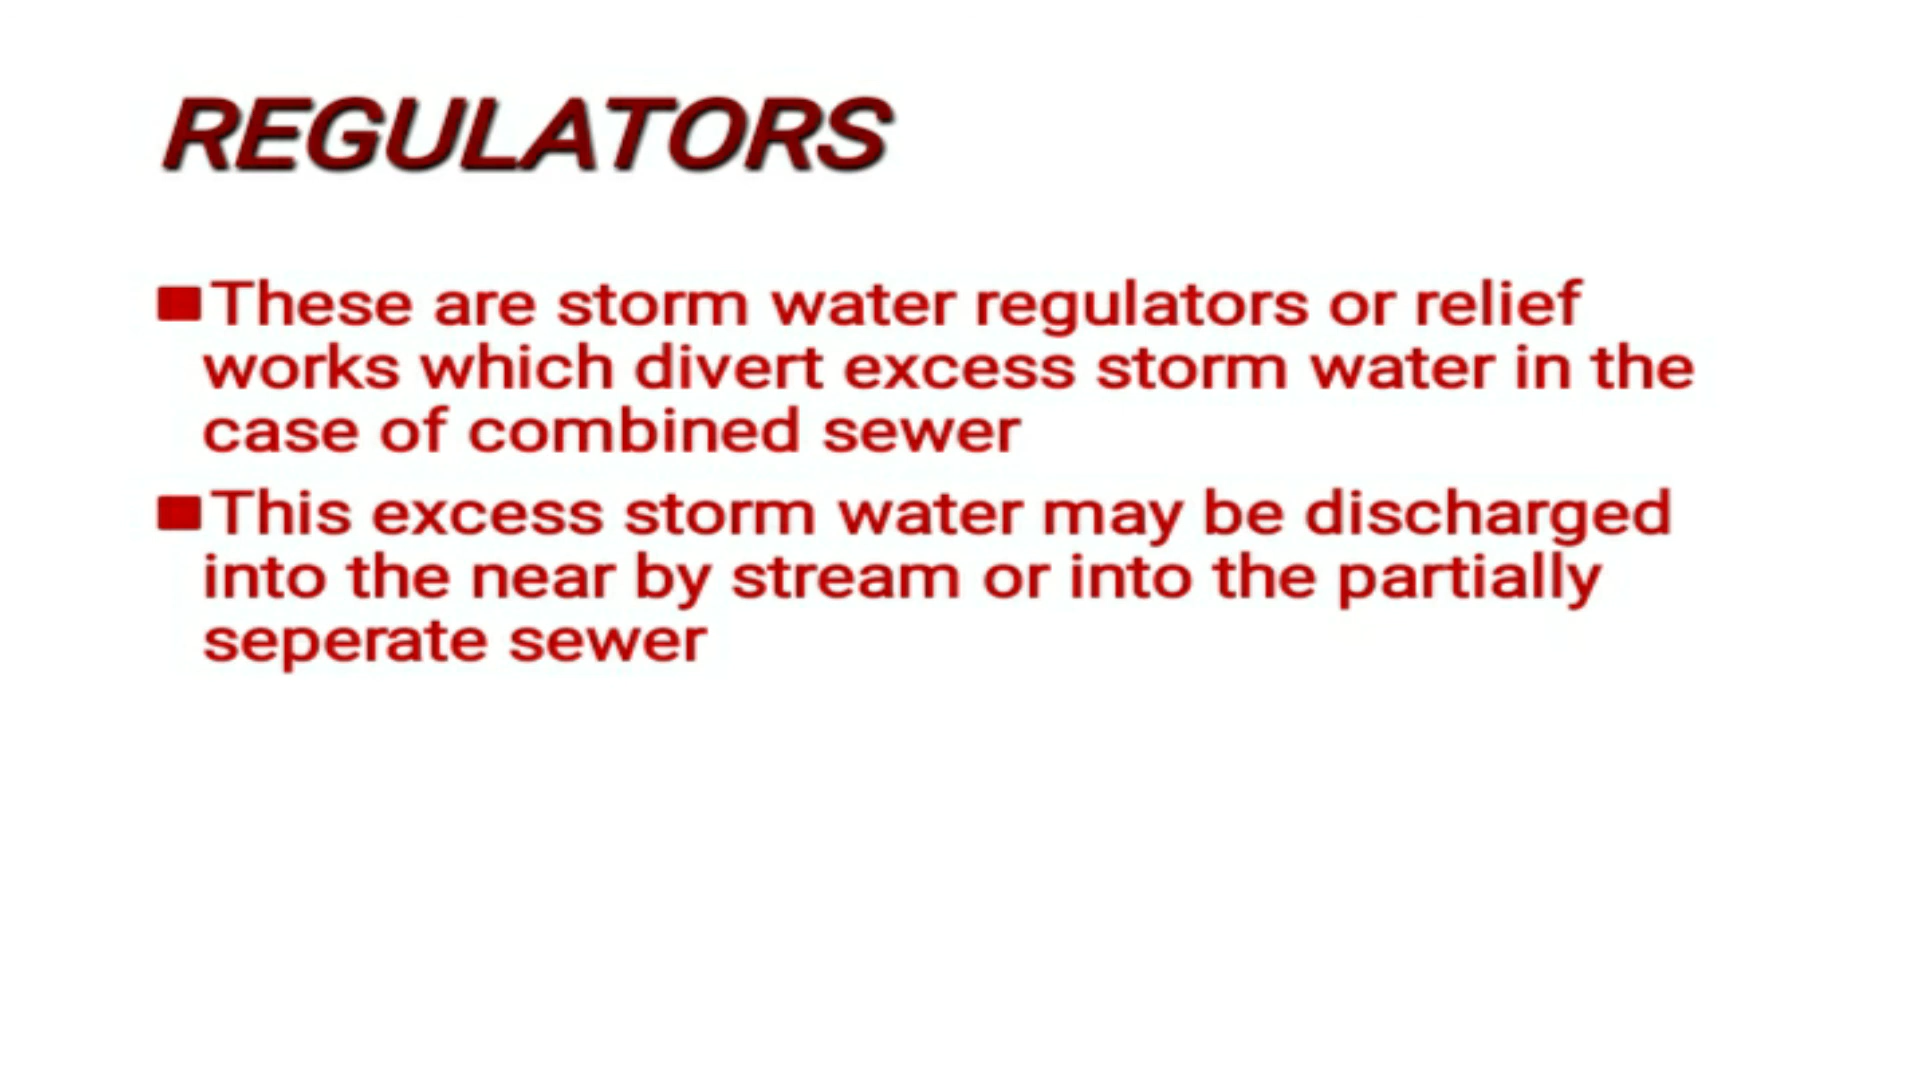 REGULATORS
These are storm water regulators or relief
works which divert excess storm water in the
case of combined sewer
This excess storm water may be discharged
into the near by stream or into the partially
seperate sewer